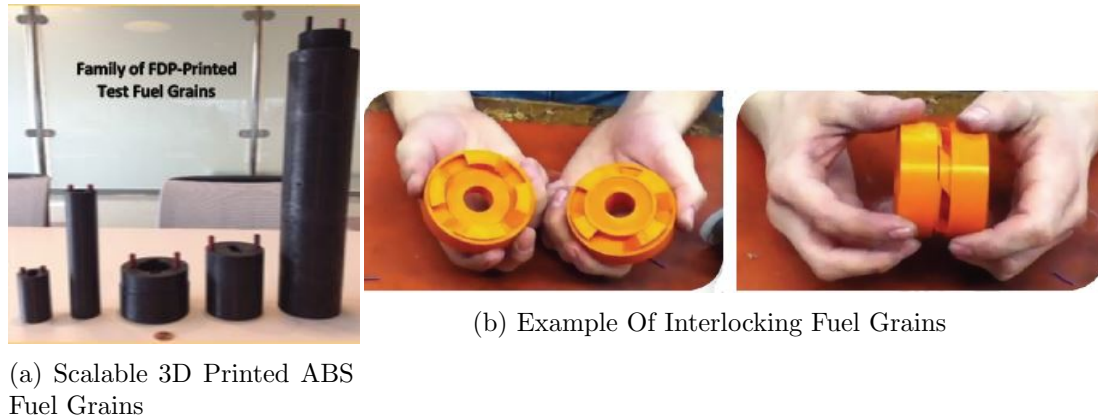 Family of FDP-Printed
Test Fuel Grains
(b) Example Of Interlocking Fuel Grains
(a) Scalable 3D Printed ABS
Fuel Grains